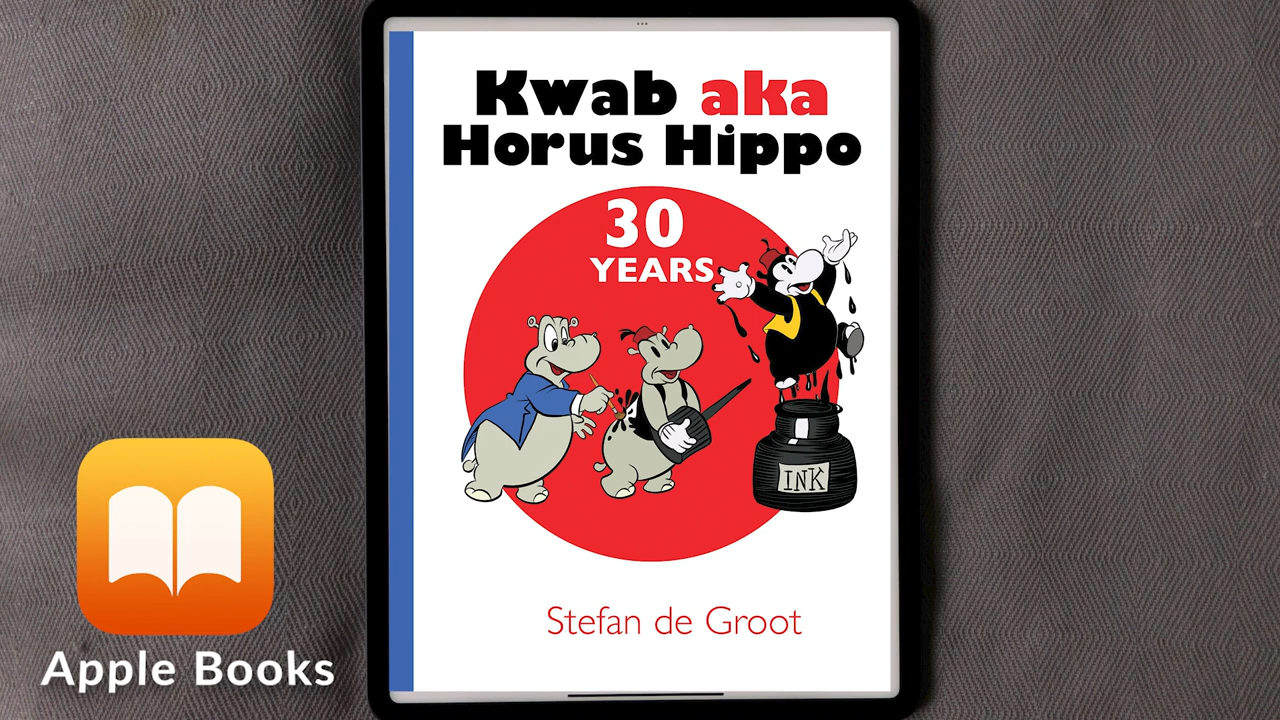 Kwab aka
Horus Hippo
30
YEARS
INK
Stefan de Groot
Apple Books